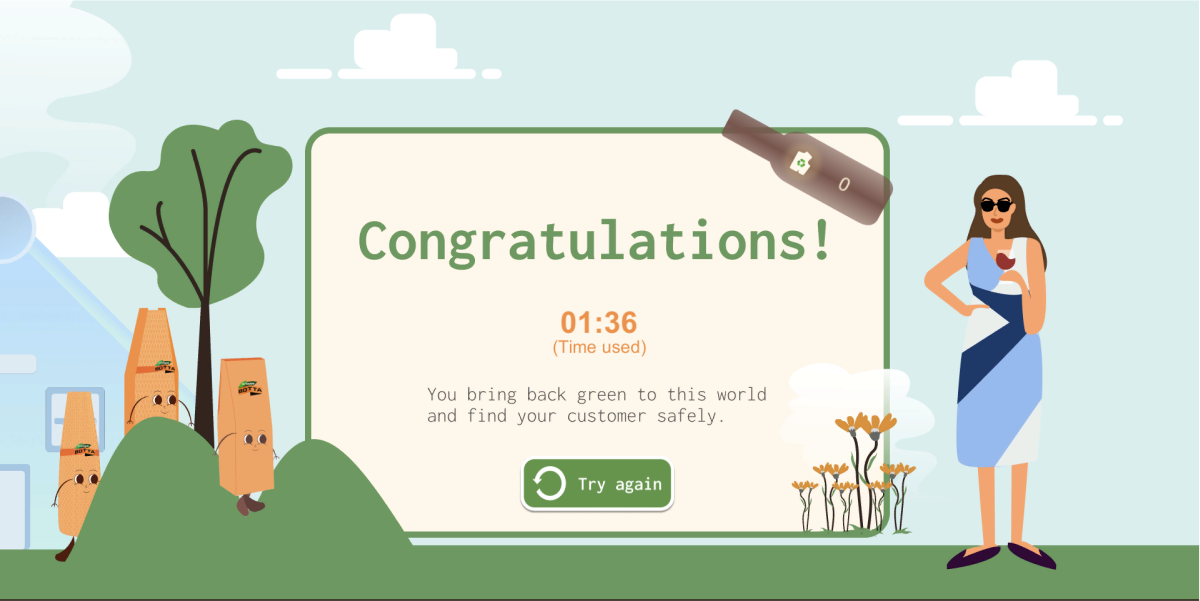 0
Congratulations!
01:36
(Time used)
BOTTA
BOTTA
BOTTA
You bring back green to this world
and find your customer safely.
Try again